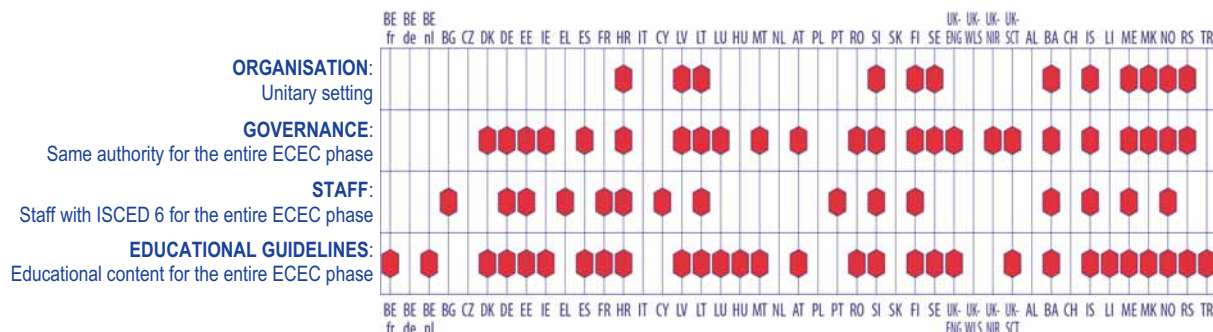 BE BE BE UK- UK- UK- UK-
fr de nl BG CZ DK DE EE IE EL ES FR HR IT CY LV LT LU HU MT NL AT PL PT RO SI SK FI SE ENG WLS NIR SCT AL BA CH IS LI ME MK NO RS TR
ORGANISATION:
Unitary setting
GOVERNANCE:
Same authority for the entire ECEC phase
STAFF:
Staff with ISCED 6 for the entire ECEC phase
EDUCATIONAL GUIDELINES:
Educational content for the entire ECEC phase
BE BE BE BG CZ DK DE EE IE EL ES FR HR IT CY LV LT LU HU MT NL AT PL PT RO SI SK FI SE UK- UK- UK- UK- AL BA CH IS LI ME MK NO RS TR
fr de nl ENG WLS NIR SCT